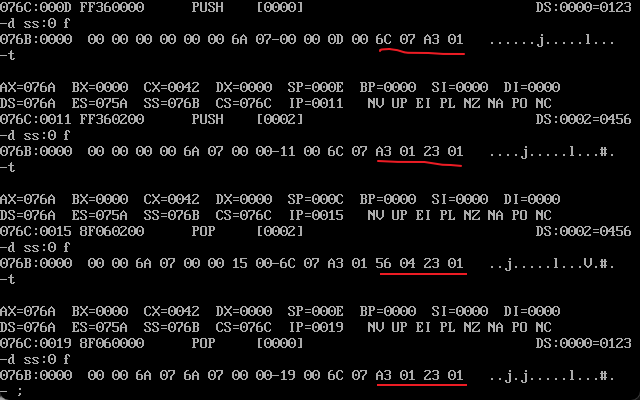 076C:000D FF360000      PUSH    [0000]                             DS:0000=0123
-d ss:0 f
076B:0000  00 00 00 00 00 00 6A 07-00 00 0D 00 6C 07 A3 01   ......j.....l...
-t
AX=076A  BX=0000  CX=0042  DX=0000  SP=000E  BP=0000  SI=0000  DI=0000
DS=076A  ES=075A  SS=076B  CS=076C  IP=0011   NV UP EI PL NZ NA PO NC
076C:0011 FF360200      PUSH    [0002]                             DS:0002=0456
-d ss:0 f
076B:0000  00 00 00 00 6A 07 00 00-11 00 6C 07 A3 01 23 01   ....j.....l...#.
-t
AX=076A  BX=0000  CX=0042  DX=0000  SP=000C  BP=0000  SI=0000  DI=0000
DS=076A  ES=075A  SS=076B  CS=076C  IP=0015   NV UP EI PL NZ NA PO NC
076C:0015 8F060200      POP     [0002]                             DS:0002=0456
-d ss:0 f
076B:0000  00 00 6A 07 00 00 15 00-6C 07 A3 01 56 04 23 01   ..j.....l...V.#.
-t
AX=076A  BX=0000  CX=0042  DX=0000  SP=000E  BP=0000  SI=0000  DI=0000
DS=076A  ES=075A  SS=076B  CS=076C  IP=0019   NV UP EI PL NZ NA PO NC
076C:0019 8F060000      POP     [0000]                             DS:0000=0123
-d ss:0 f
076B:0000  00 00 6A 07 6A 07 00 00-19 00 6C 07 A3 01 23 01   ..j.j.....l...#.
- ;